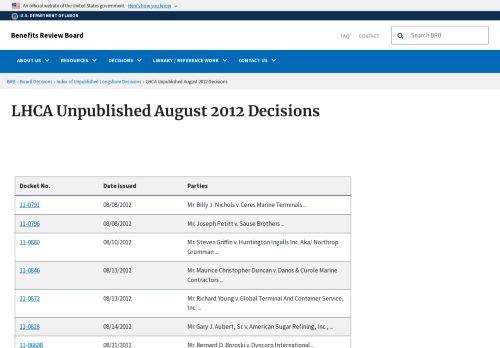 An official website of the United States government. Here's how you know
U.S. DEPARTMENT OF LABOR
Benefits Review Board
FAQ CONTACT
Search BRB
ABOUT US RESOURCES DECISIONS LIBRARY / REFERENCE WORK CONTACT US
BRB › Board Decisions › Index of Unpublished Longshore Decisions › LHCA Unpublished August 2012 Decisions
LHCA Unpublished August 2012 Decisions
Docket No. Date Issued Parties
11-0791 08/08/2012 Mr. Billy J. Nichols v. Ceres Marine Terminals ...
11-0796 08/08/2012 Mr. Joseph Petitt v. Sause Brothers ...
11-0880 08/10/2012 Mr. Steven Griffin v. Huntington Ingalls Inc. Aka/ Northrop
Grumman ...
11-0846 08/13/2012 Mr. Maurice Christopher Duncan v. Danos & Curole Marine
Contractors ...
11-0872 08/13/2012 Mr. Richard Young v. Global Terminal And Container Service,
Inc. ...
11-0828 08/14/2012 Mr. Gary J. Aubert, Sr. v. American Sugar Refining, Inc., ...
11-0660R 08/21/2012 Mr. Bernard D. Boroski v. Dyncorp International ...